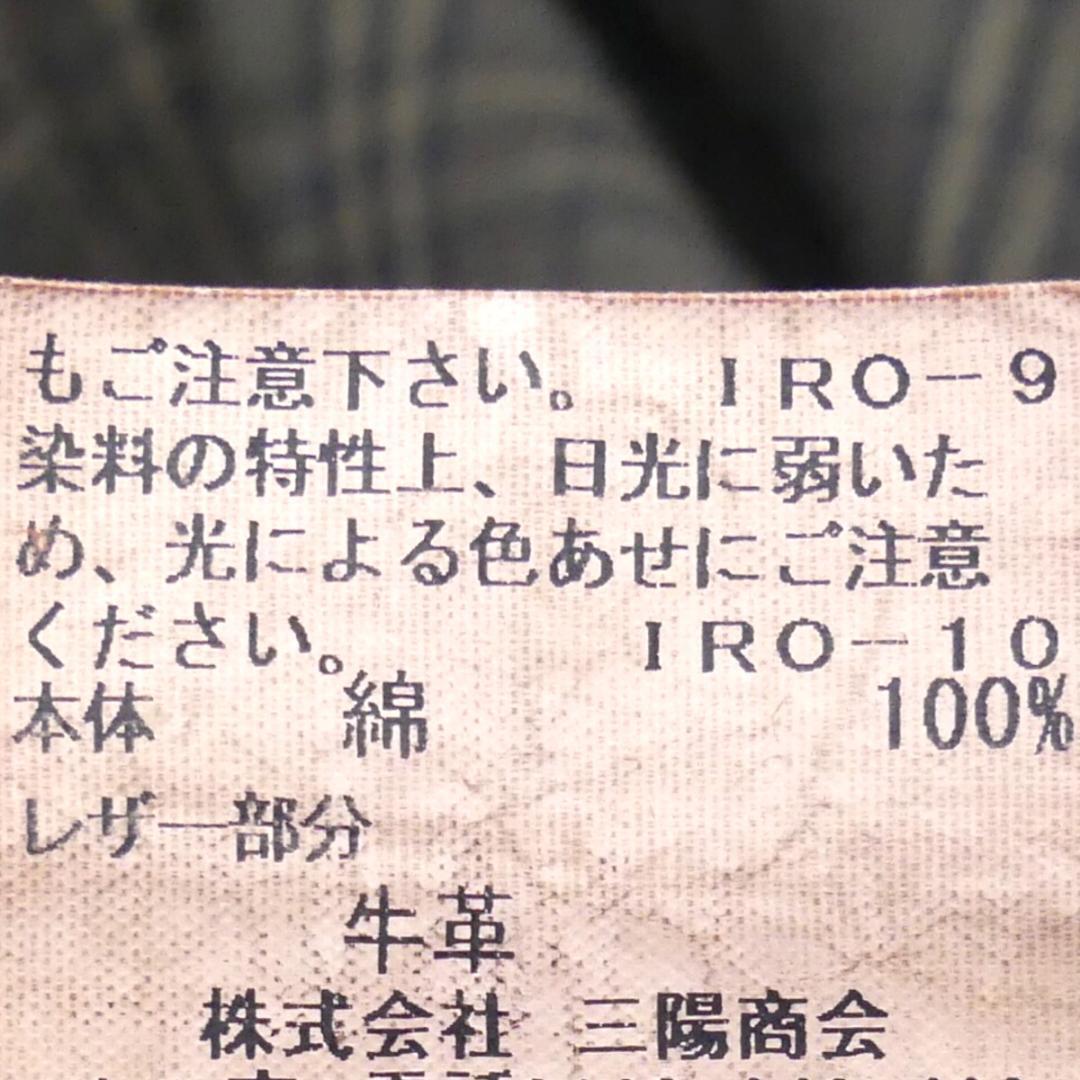 もご注意下さい。 IRO-9
染料の特性上、日光に弱いた
め、光による色あせにご注意
ください。 IRO-10
本体 綿 100%
レザー部分
牛革
株式会社 三陽商会